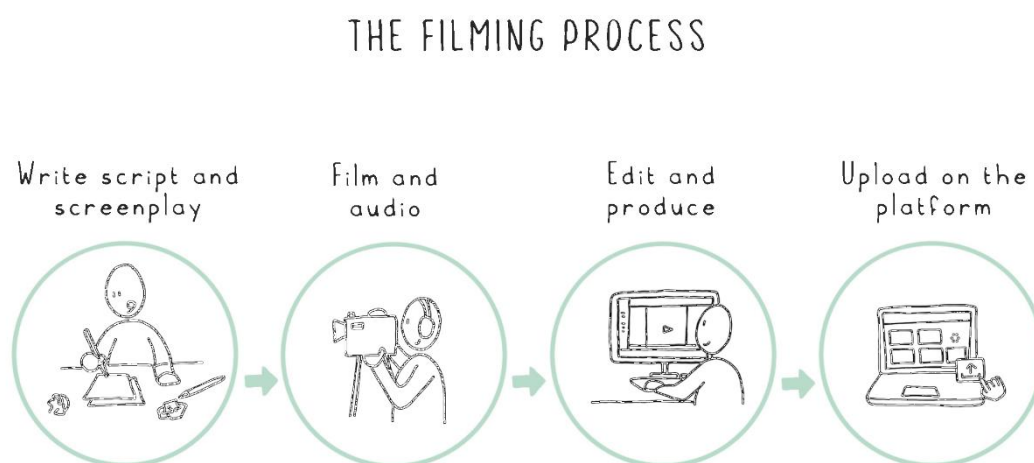 THE FILMING PROCESS
Write script and
screenplay
Film and
audio
Edit and
produce
Upload on the
platform